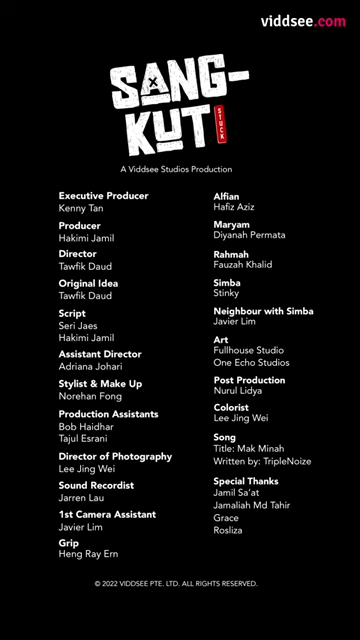 viddsee.com
SANG-
KUT
STUCK
A Viddsee Studios Production
Executive Producer
Kenny Tan
Producer
Hakimi Jamil
Director
Tawfik Daud
Original Idea
Tawfik Daud
Script
Seri Jaes
Hakimi Jamil
Assistant Director
Adriana Johari
Stylist & Make Up
Norehan Fong
Production Assistants
Bob Haidhar
Tajul Esrani
Director of Photography
Lee Jing Wei
Sound Recordist
Jarren Lau
1st Camera Assistant
Javier Lim
Grip
Heng Ray Ern
Alfian
Hafiz Aziz
Maryam
Diyanah Permata
Rahmah
Fauzah Khalid
Simba
Stinky
Neighbour with Simba
Javier Lim
Art
Fullhouse Studio
One Echo Studios
Post Production
Nurul Lidya
Colorist
Lee Jing Wei
Song
Title: Mak Minah
Written by: TripleNoize
Special Thanks
Jamil Sa'at
Jamaliah Md Tahir
Grace
Rosliza
© 2022 VIDDSEE PTE. LTD. ALL RIGHTS RESERVED.